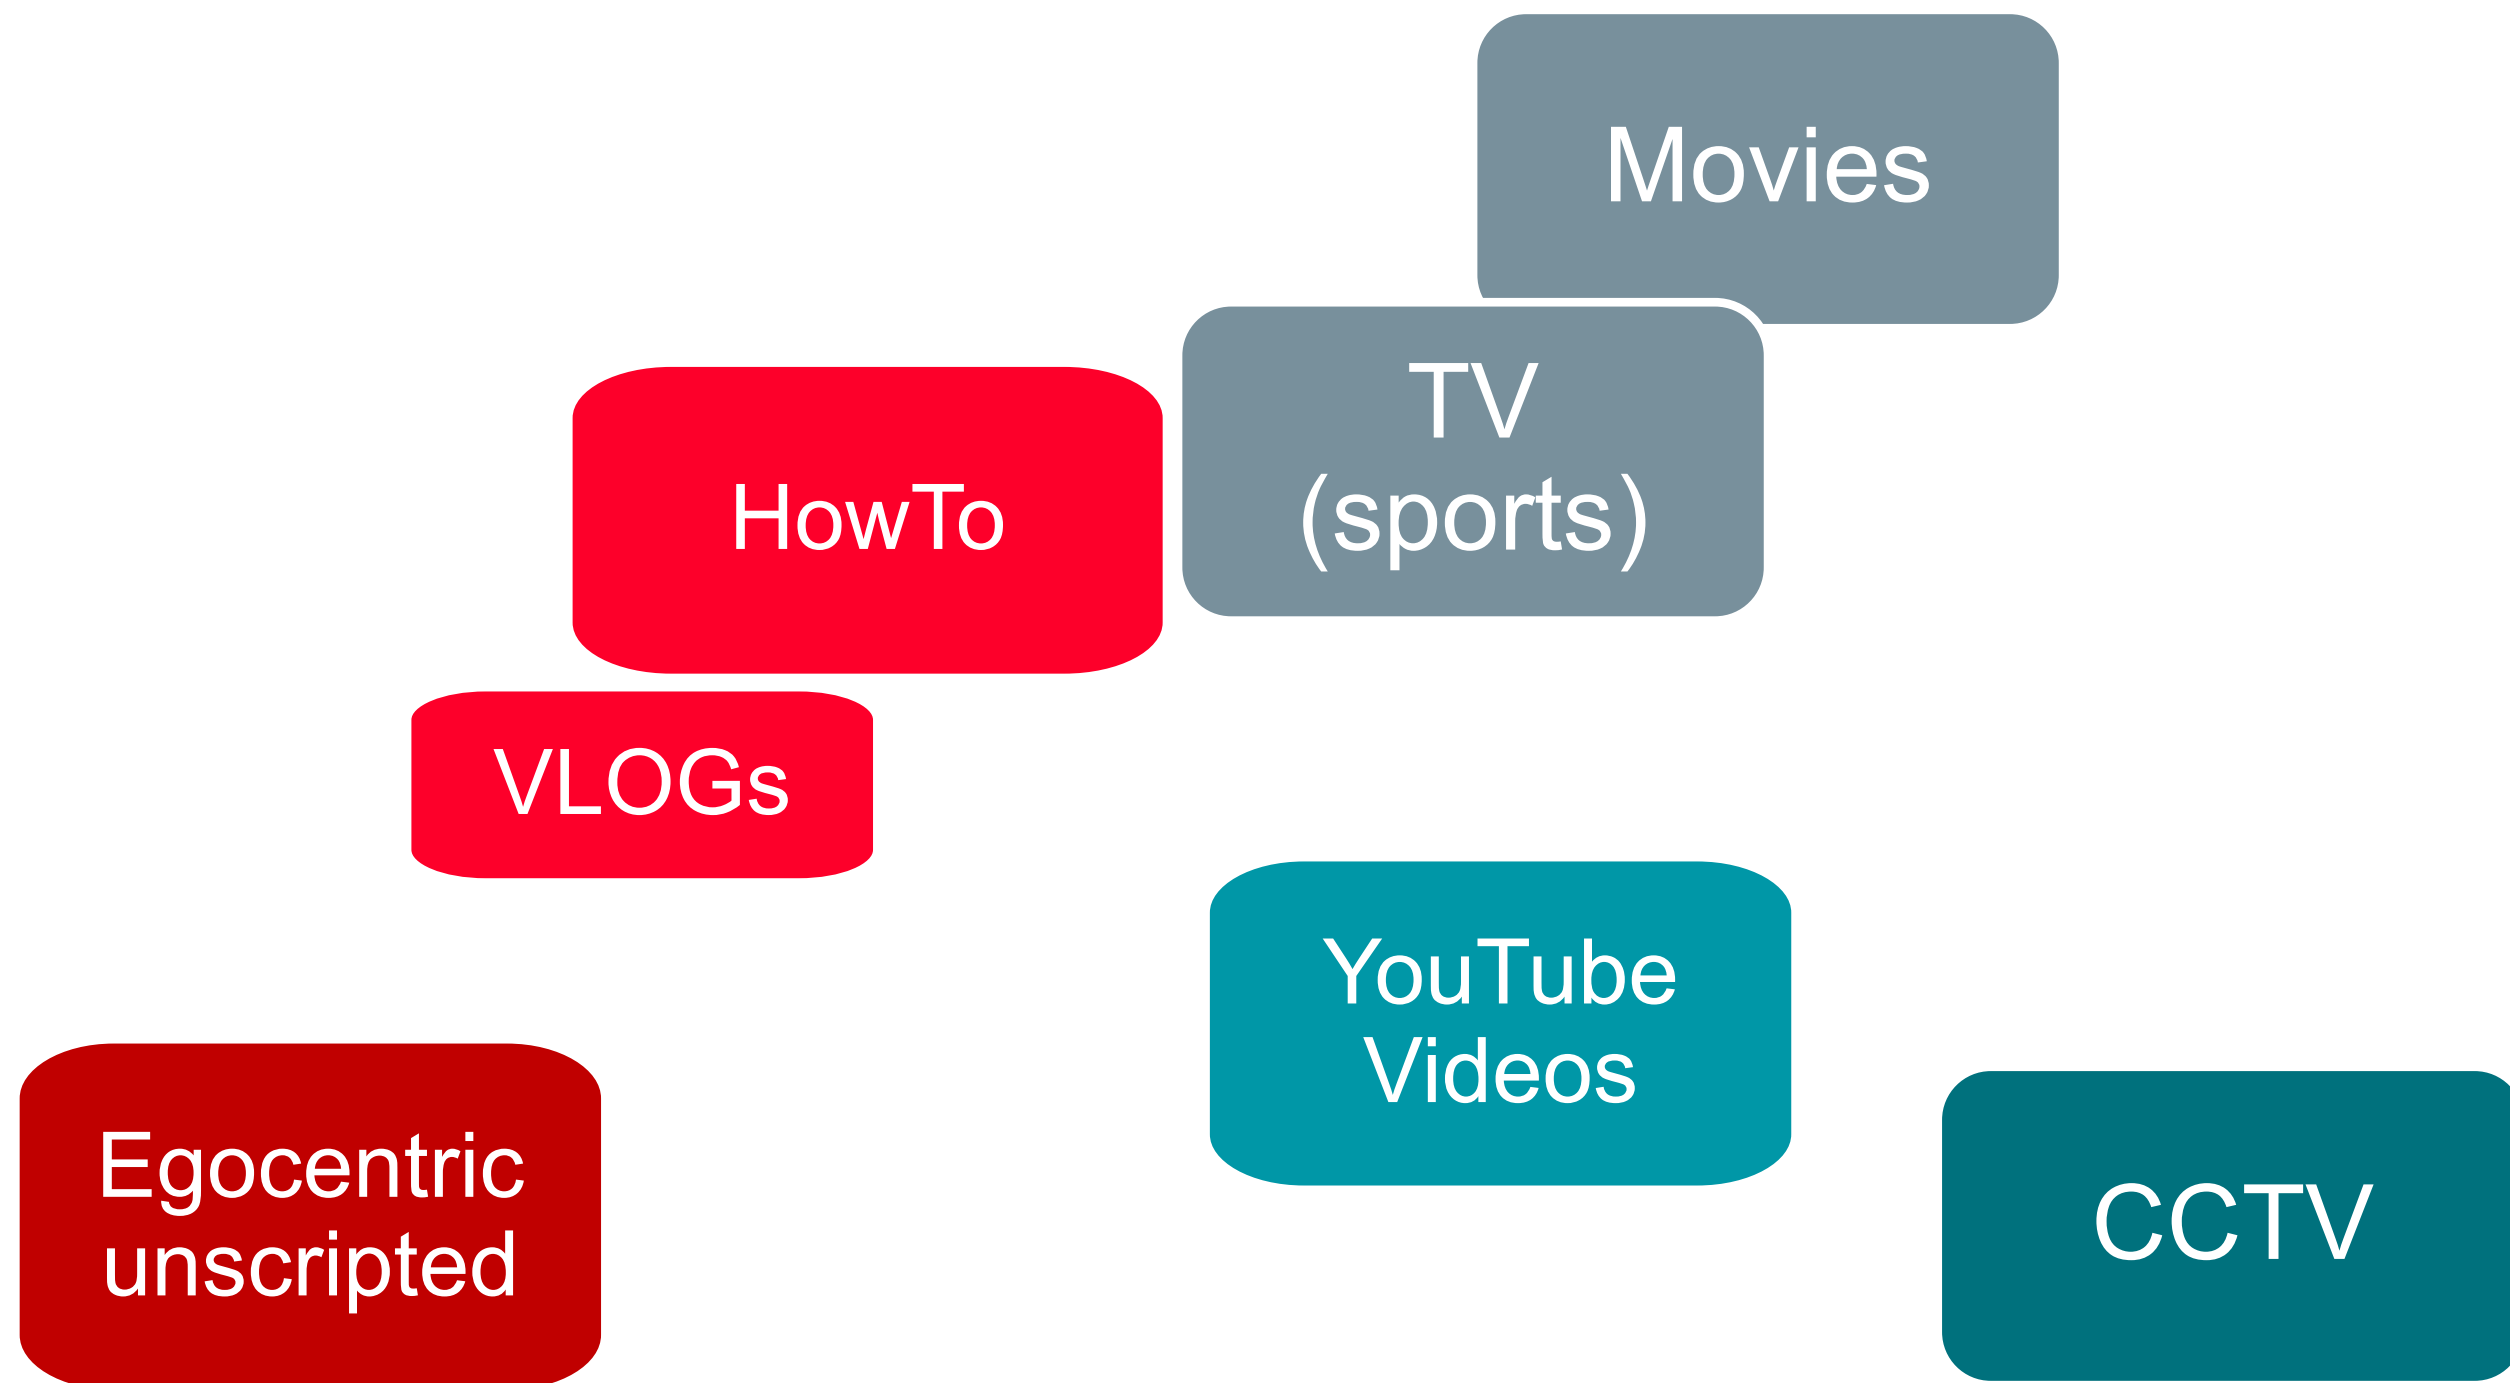 Movies
TV
(sports)
HowTo
VLOGs
YouTube
Videos
Egocentric
unscripted
CCTV